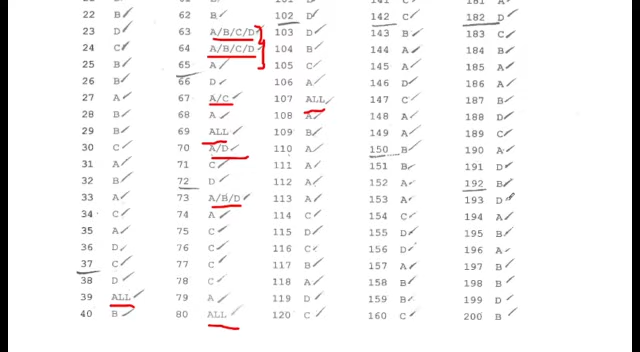 22 B 62 B 102 D 142 C 182 D
23 D 63 A/B/C/D 103 D 143 B 183 C
24 C 64 A/B/C/D 104 B 144 A 184 B
25 B 65 A 105 C 145 A 185 A
26 B 66 D 106 A 146 D 186 A
27 A 67 A/C 107 ALL 147 C 187 B
28 B 68 A 108 A 148 A 188 D
29 B 69 ALL 109 B 149 A 189 C
30 C 70 A/D 110 A 150 B 190 A
31 A 71 C 111 A 151 B 191 D
32 B 72 D 112 A 152 A 192 B
33 A 73 A/B/D 113 A 153 A 193 D
34 C 74 A 114 C 154 C 194 A
35 A 75 C 115 D 155 D 195 B
36 D 76 C 116 C 156 D 196 A
37 C 77 C 117 B 157 A 197 B
38 D 78 C 118 A 158 B 198 B
39 ALL 79 A 119 D 159 B 199 D
40 B 80 ALL 120 C 160 C 200 B